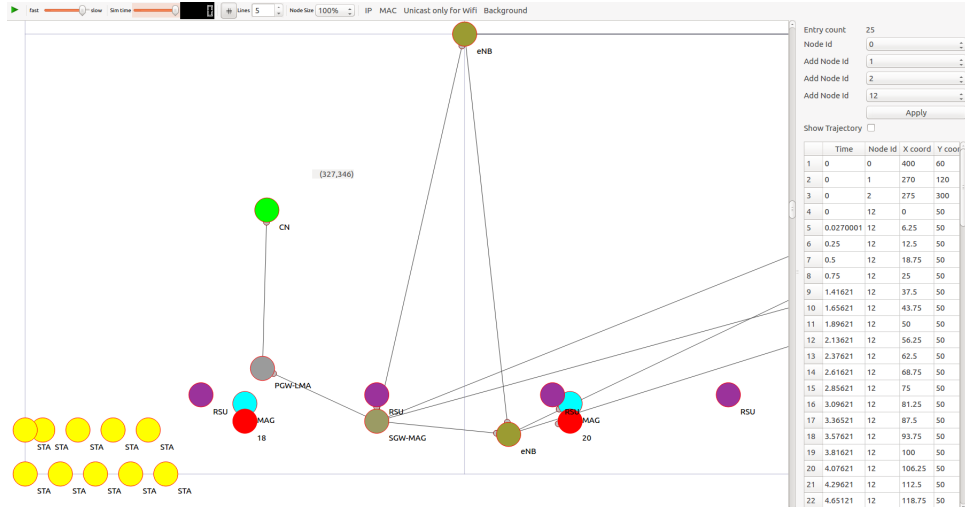 fast slow Sim time 0 # Lines 5 Node Size 100% IP MAC Unicast only for Wifi Background
eNB
(327,346)
CN
PGW-LMA
RSU
MAG
18
RSU
SGW-MAG
eNB
RSU
MAG
20
RSU
STA STA STA STA STA
STA STA STA STA STA
Entry count 25
Node Id 0
Add Node Id 1
Add Node Id 2
Add Node Id 12
Apply
Show Trajectory
Time Node Id X coord Y coor
1 0 0 400 60
2 0 1 270 120
3 0 2 275 300
4 0 12 0 50
5 0.0270001 12 6.25 50
6 0.25 12 12.5 50
7 0.5 12 18.75 50
8 0.75 12 25 50
9 1.41621 12 37.5 50
10 1.65621 12 43.75 50
11 1.89621 12 50 50
12 2.13621 12 56.25 50
13 2.37621 12 62.5 50
14 2.61621 12 68.75 50
15 2.85621 12 75 50
16 3.09621 12 81.25 50
17 3.36521 12 87.5 50
18 3.57621 12 93.75 50
19 3.81621 12 100 50
20 4.07621 12 106.25 50
21 4.29621 12 112.5 50
22 4.65121 12 118.75 50